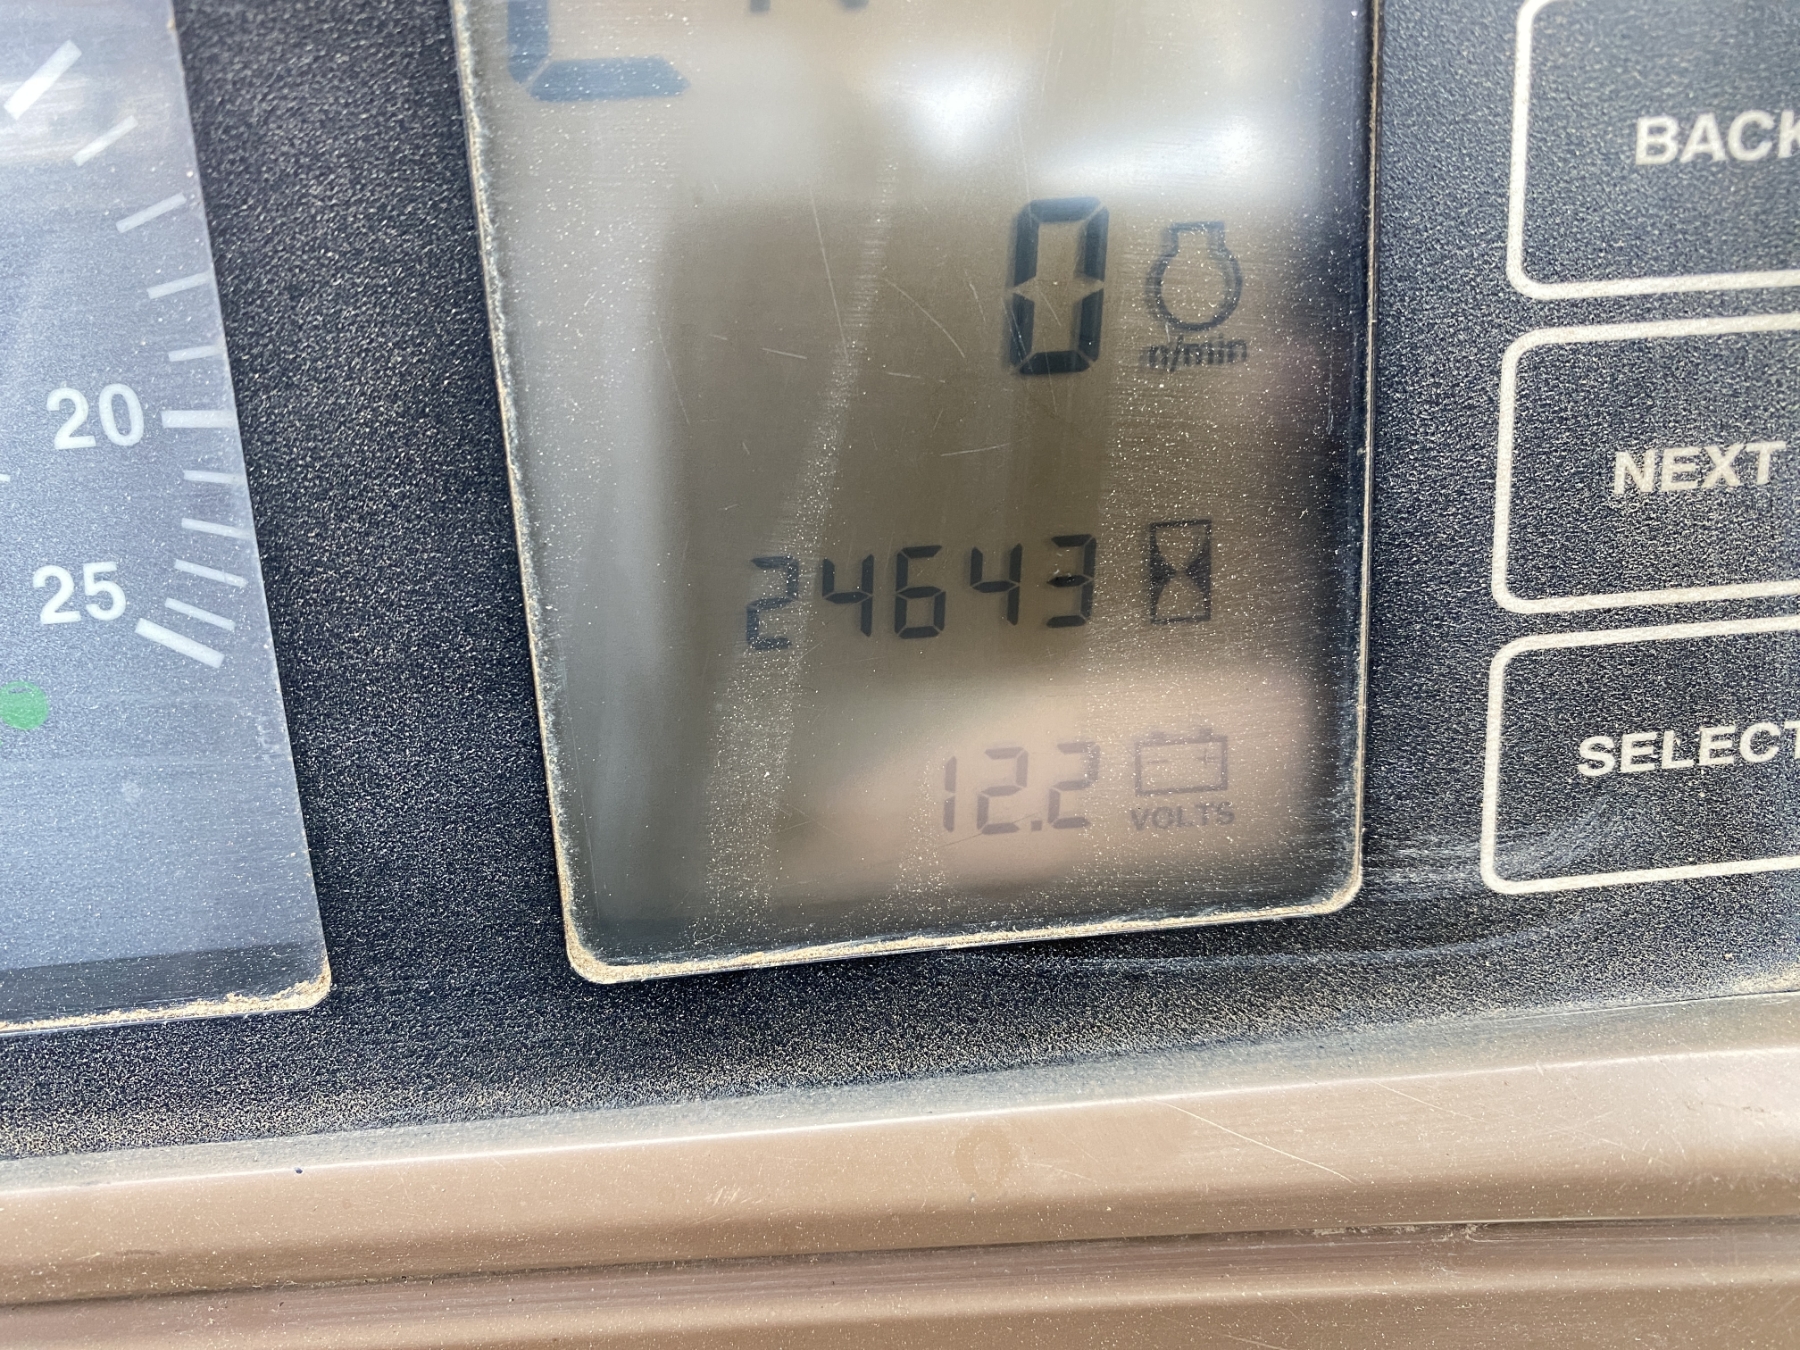 BACK
0
n/min
20
NEXT
24643
25
SELECT
12.2
VOLTS